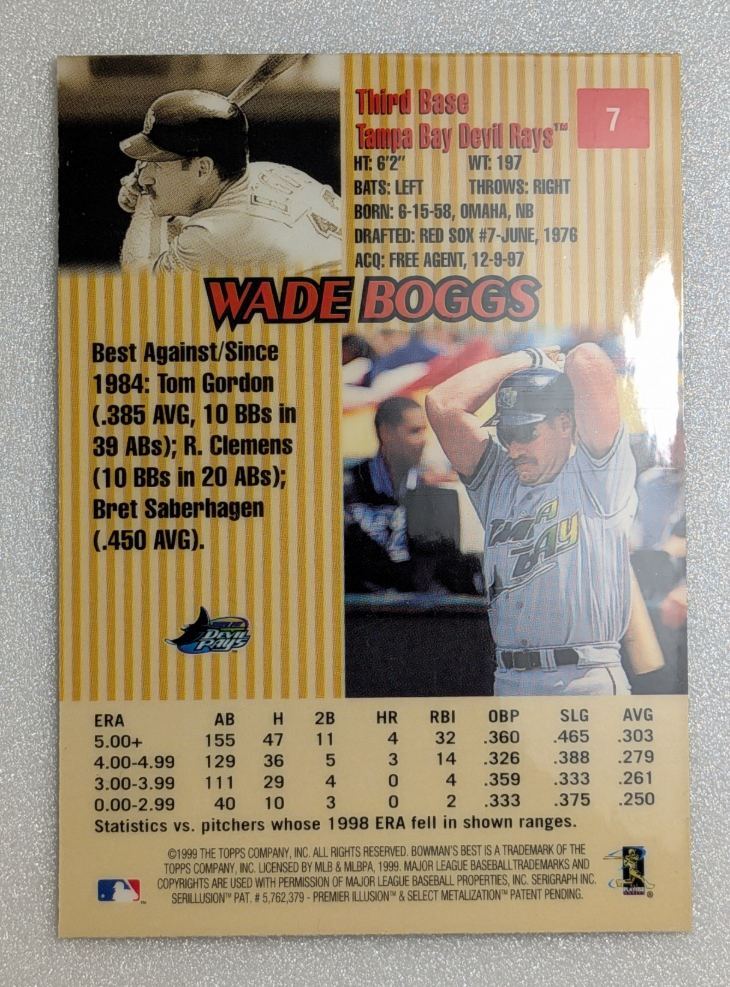 Third Base
Tampa Bay Devil Rays™
7
HT: 6'2" WT: 197
BATS: LEFT THROWS: RIGHT
BORN: 6-15-58, OMAHA, NB
DRAFTED: RED SOX #7-JUNE, 1976
ACQ: FREE AGENT, 12-9-97
WADE BOGGS
Best Against/Since
1984: Tom Gordon
(.385 AVG, 10 BBs in
39 ABs); R. Clemens
(10 BBs in 20 ABs);
Bret Saberhagen
(.450 AVG).
TAMPA
BAY
DEVIL
RAYS
ERA AB H 2B HR RBI OBP SLG AVG
5.00+ 155 47 11 4 32 .360 .465 .303
4.00-4.99 129 36 5 3 14 .326 .388 .279
3.00-3.99 111 29 4 0 4 .359 .333 .261
0.00-2.99 40 10 3 0 2 .333 .375 .250
Statistics vs. pitchers whose 1998 ERA fell in shown ranges.
©1999 THE TOPPS COMPANY, INC. ALL RIGHTS RESERVED. BOWMAN'S BEST IS A TRADEMARK OF THE
TOPPS COMPANY, INC. LICENSED BY MLB & MLBPA, 1999. MAJOR LEAGUE BASEBALL TRADEMARKS AND
COPYRIGHTS ARE USED WITH PERMISSION OF MAJOR LEAGUE BASEBALL PROPERTIES, INC. SERIGRAPH INC.
SERILLUSION™ PAT. # 5,762,379 - PREMIER ILLUSION™ & SELECT METALIZATION™ PATENT PENDING.